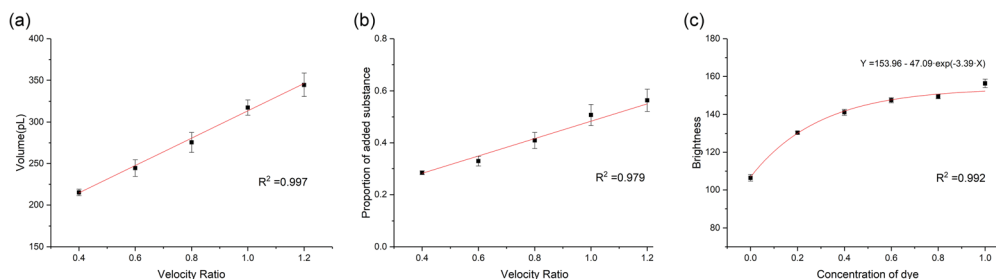 (a)
400
350
300
250
200
150
Volume(pL)
0.4 0.6 0.8 1.0 1.2
Velocity Ratio
R² =0.997
(b)
0.8
0.6
0.4
0.2
0.0
Proportion of added substance
0.4 0.6 0.8 1.0 1.2
Velocity Ratio
R² =0.979
(c)
180
160
140
120
100
80
Brightness
0.0 0.2 0.4 0.6 0.8 1.0
Concentration of dye
Y =153.96 - 47.09·exp(-3.39·X)
R² =0.992